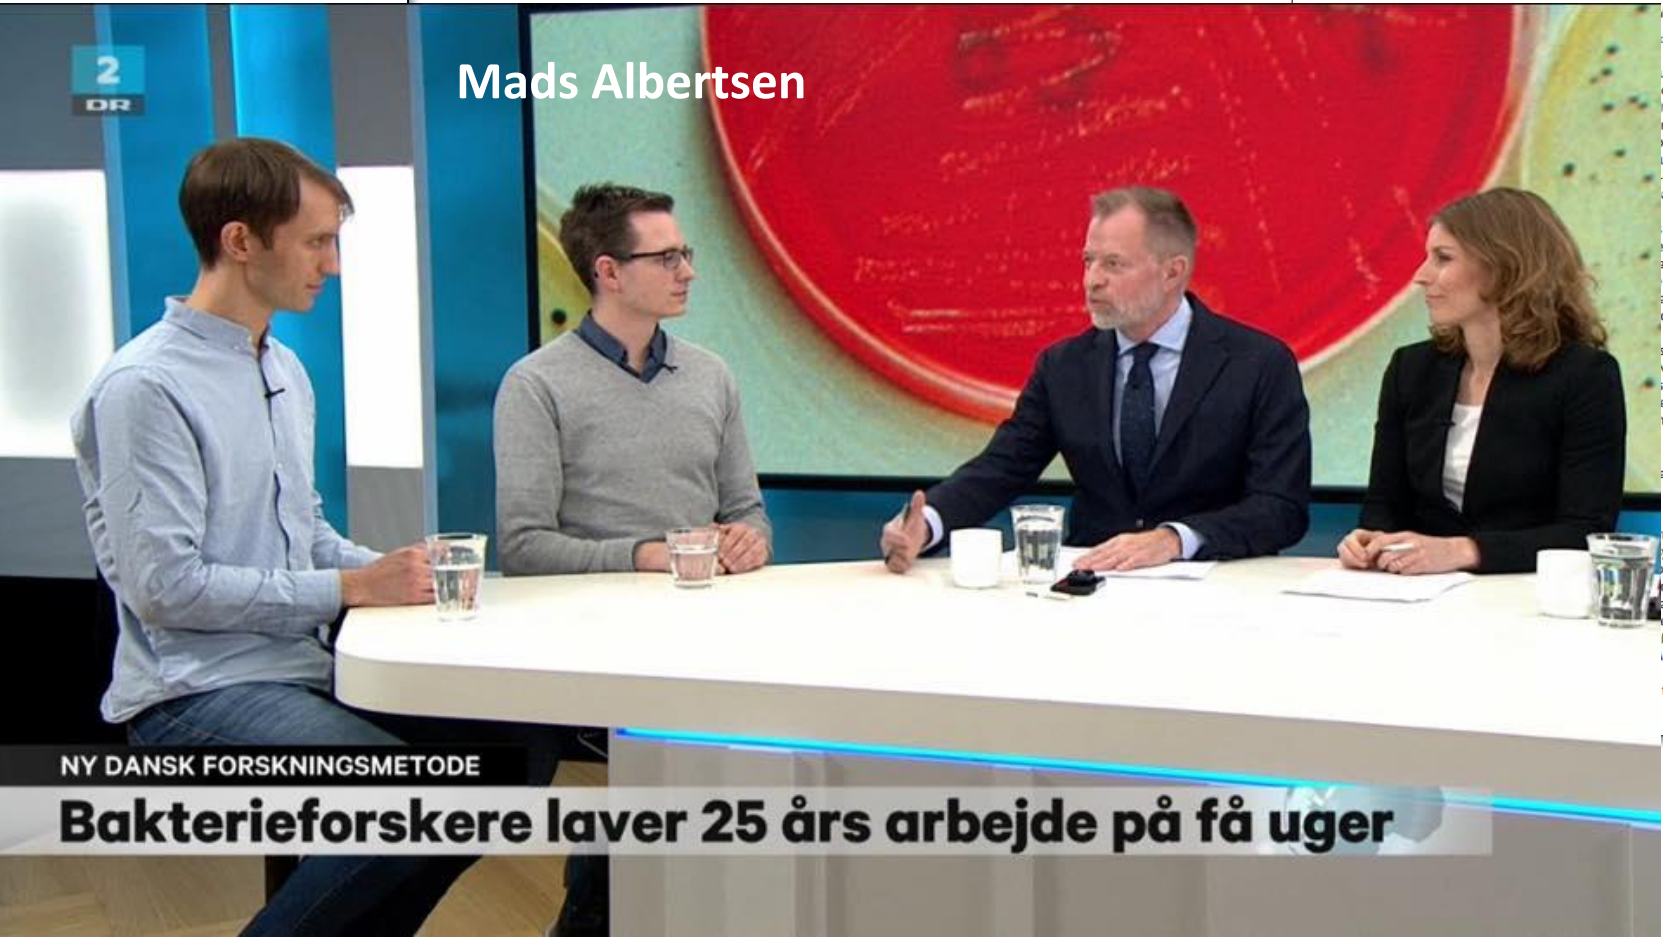 2
DR
Mads Albertsen
NY DANSK FORSKNINGSMETODE
Bakterieforskere laver 25 års arbejde på få uger